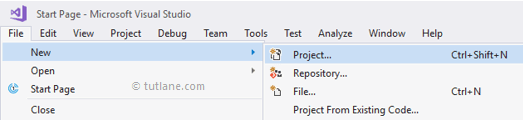 Start Page - Microsoft Visual Studio
File Edit View Project Debug Team Tools Test Analyze Window Help
New
Project... Ctrl+Shift+N
Open
Repository...
Start Page
File... Ctrl+N
© tutlane.com
Close
Project From Existing Code...